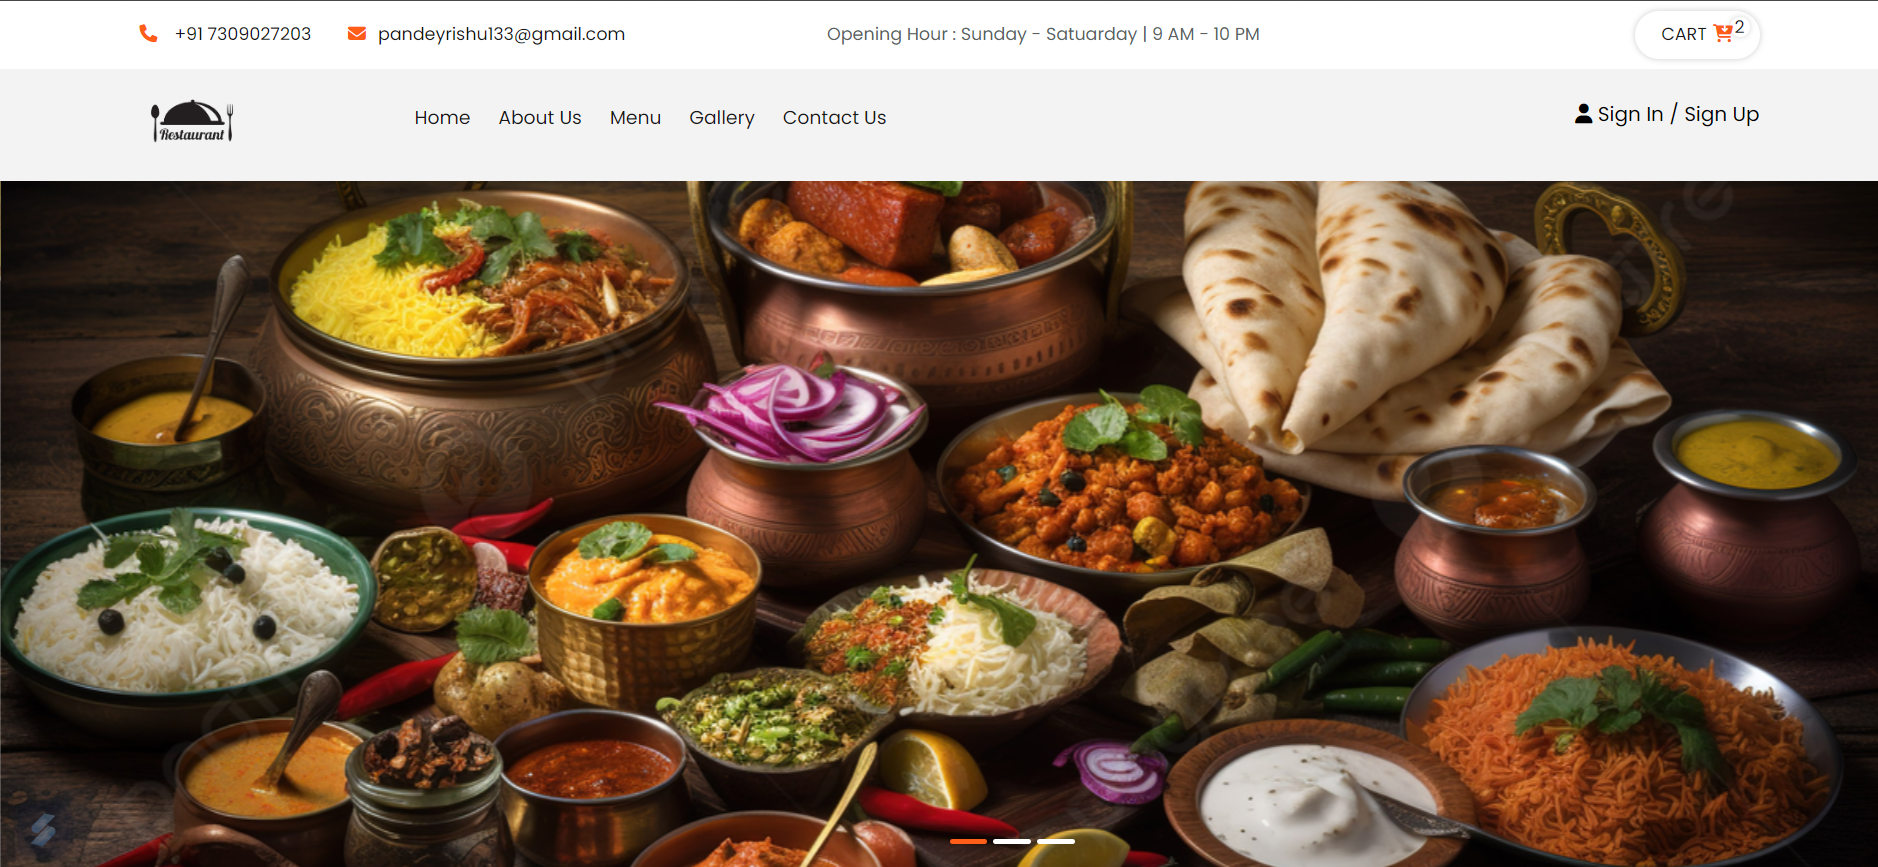 +91 7309027203
pandeyrishu133@gmail.com
Opening Hour : Sunday - Satuarday | 9 AM - 10 PM
CART 2
Restaurant
Home About Us Menu Gallery Contact Us
Sign In / Sign Up